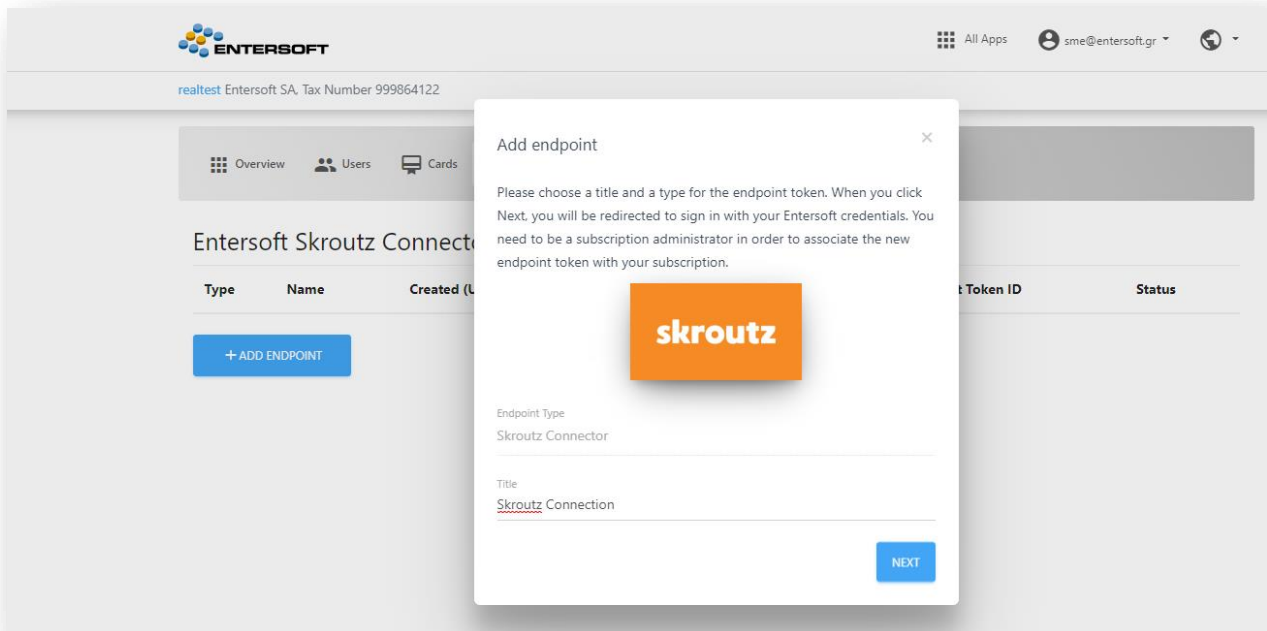 ENTERSOFT
All Apps
sme@entersoft.gr
realtest Entersoft SA, Tax Number 999864122
Overview
Users
Cards
Entersoft Skroutz
Type
Name
Created
Token ID
Status
+ ADD ENDPOINT
Add endpoint
×
Please choose a title and a type for the endpoint token. When you click
Next, you will be redirected to sign in with your Entersoft credentials. You
need to be a subscription administrator in order to associate the new
endpoint token with your subscription.
skroutz
Endpoint Type
Skroutz Connector
Title
Skroutz Connection
NEXT